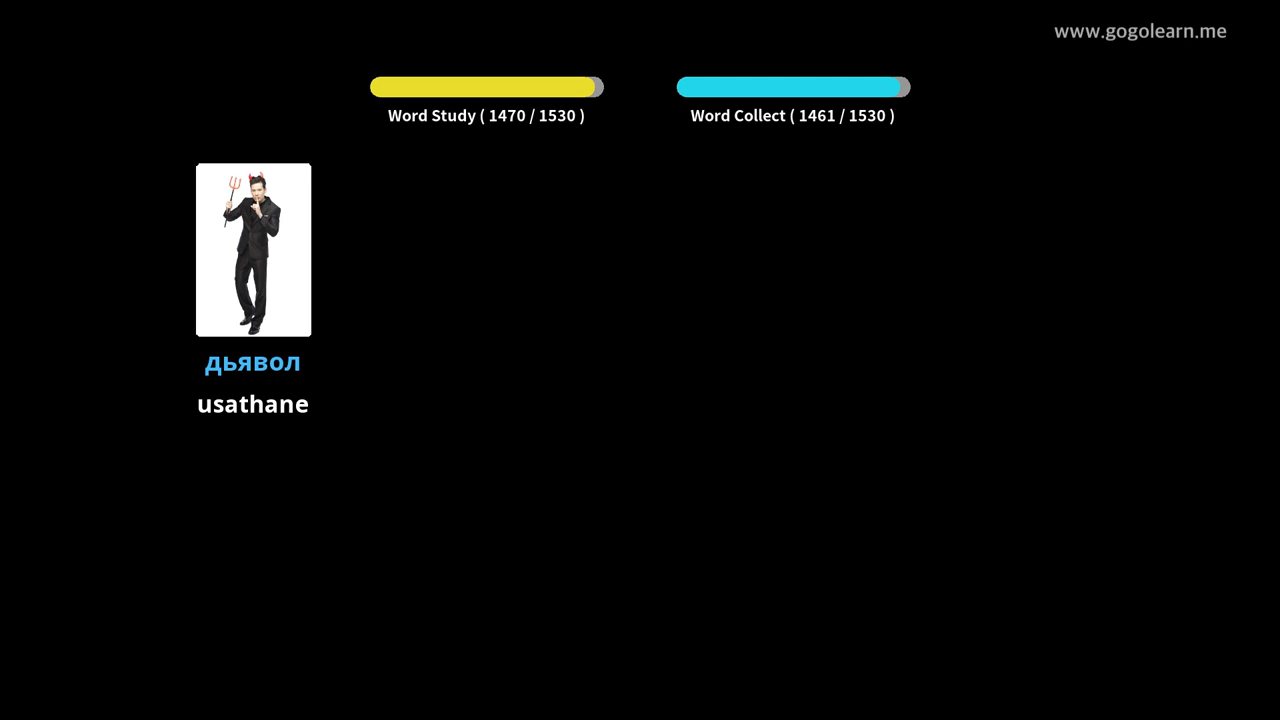 www.gogolearn.me
Word Study ( 1470 / 1530 )
Word Collect ( 1461 / 1530 )
дьявол
usathane